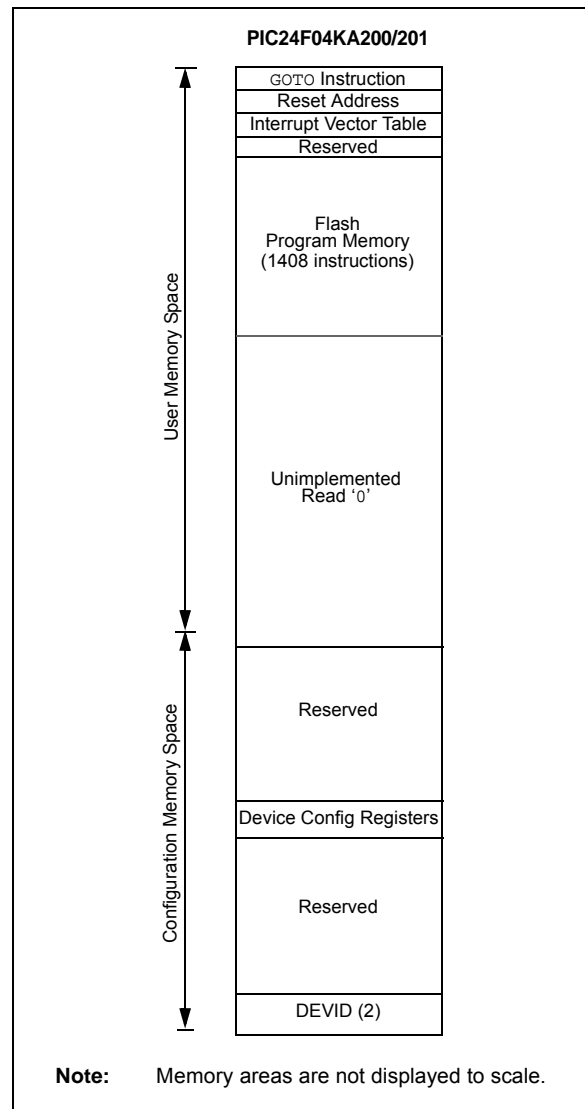 PIC24F04KA200/201
GOTO Instruction
Reset Address
Interrupt Vector Table
Reserved
Flash
Program Memory
(1408 instructions)
User Memory Space
Unimplemented
Read ‘0’
Reserved
Configuration Memory Space
Device Config Registers
Reserved
DEVID (2)
Note: Memory areas are not displayed to scale.